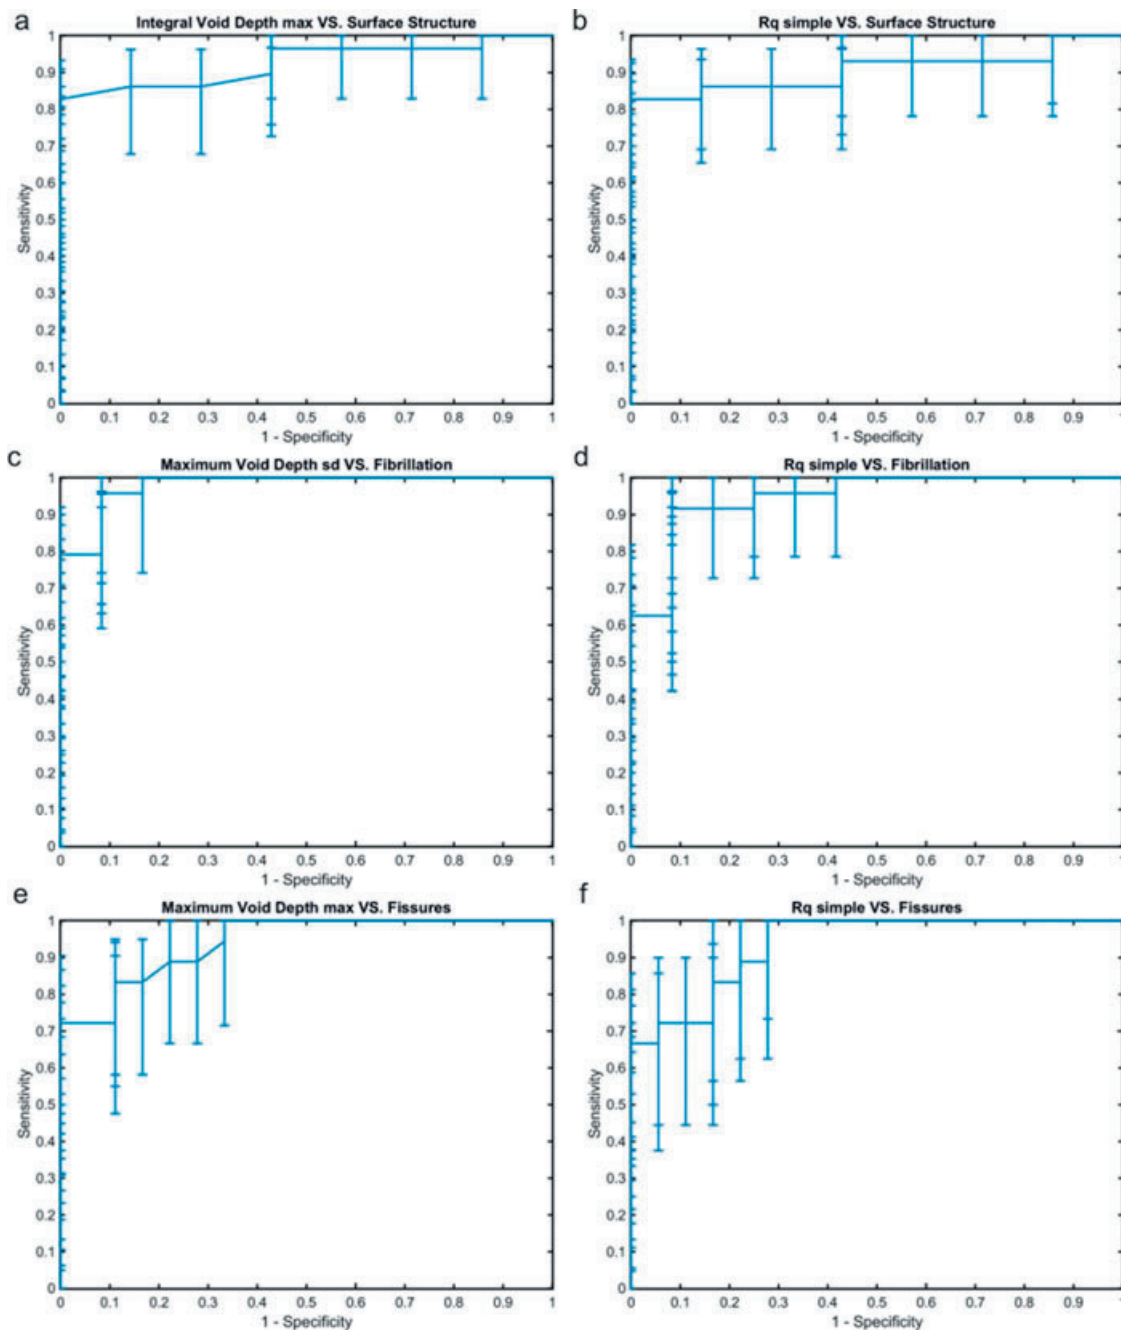 a
Integral Void Depth max VS. Surface Structure
1
0.9
0.8
0.7
0.6
0.5
0.4
0.3
0.2
0.1
0
Sensitivity
0 0.1 0.2 0.3 0.4 0.5 0.6 0.7 0.8 0.9 1
1 - Specificity
b
Rq simple VS. Surface Structure
1
0.9
0.8
0.7
0.6
0.5
0.4
0.3
0.2
0.1
0
Sensitivity
0 0.1 0.2 0.3 0.4 0.5 0.6 0.7 0.8 0.9 1
1 - Specificity
c
Maximum Void Depth sd VS. Fibrillation
1
0.9
0.8
0.7
0.6
0.5
0.4
0.3
0.2
0.1
0
Sensitivity
0 0.1 0.2 0.3 0.4 0.5 0.6 0.7 0.8 0.9 1
1 - Specificity
d
Rq simple VS. Fibrillation
1
0.9
0.8
0.7
0.6
0.5
0.4
0.3
0.2
0.1
0
Sensitivity
0 0.1 0.2 0.3 0.4 0.5 0.6 0.7 0.8 0.9 1
1 - Specificity
e
Maximum Void Depth max VS. Fissures
1
0.9
0.8
0.7
0.6
0.5
0.4
0.3
0.2
0.1
0
Sensitivity
0 0.1 0.2 0.3 0.4 0.5 0.6 0.7 0.8 0.9 1
1 - Specificity
f
Rq simple VS. Fissures
1
0.9
0.8
0.7
0.6
0.5
0.4
0.3
0.2
0.1
0
Sensitivity
0 0.1 0.2 0.3 0.4 0.5 0.6 0.7 0.8 0.9 1
1 - Specificity